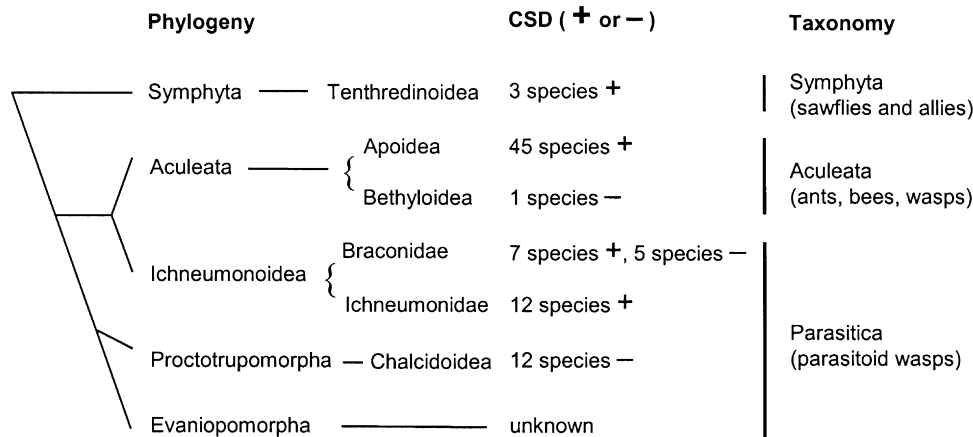 Phylogeny CSD ( + or − ) Taxonomy
Symphyta Tenthredinoidea 3 species + Symphyta
(sawflies and allies)
Apoidea 45 species +
Aculeata { Aculeata
Bethyloidea 1 species − (ants, bees, wasps)
Braconidae 7 species +, 5 species −
Ichneumonoidea {
Ichneumonidae 12 species +
Parasitica
Proctotrupomorpha Chalcidoidea 12 species − (parasitoid wasps)
Evaniopomorpha unknown